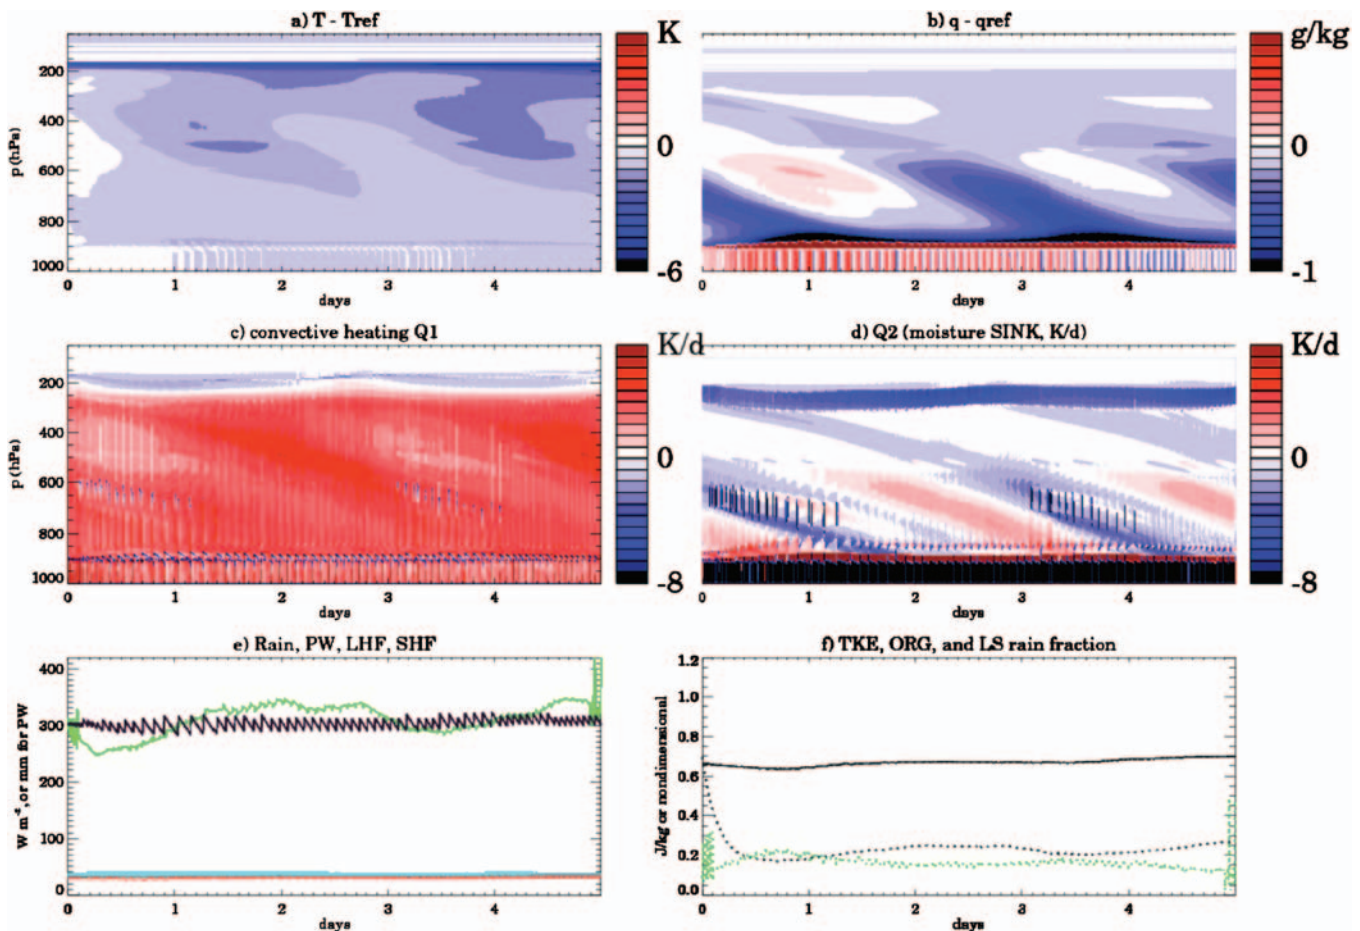 a) T - Tref
K
0
-6
200
400
600
800
1000
p (hPa)
0 1 2 3 4
days
b) q - qref
g/kg
0
-1
0 1 2 3 4
days
c) convective heating Q1
K/d
0
-8
200
400
600
800
1000
p (hPa)
0 1 2 3 4
days
d) Q2 (moisture SINK, K/d)
K/d
0
-8
0 1 2 3 4
days
e) Rain, PW, LHF, SHF
400
300
200
100
0
W m⁻², or mm for PW
0 1 2 3 4
days
f) TKE, ORG, and LS rain fraction
1.2
1.0
0.8
0.6
0.4
0.2
0.0
J/kg or nondimensional
0 1 2 3 4
days